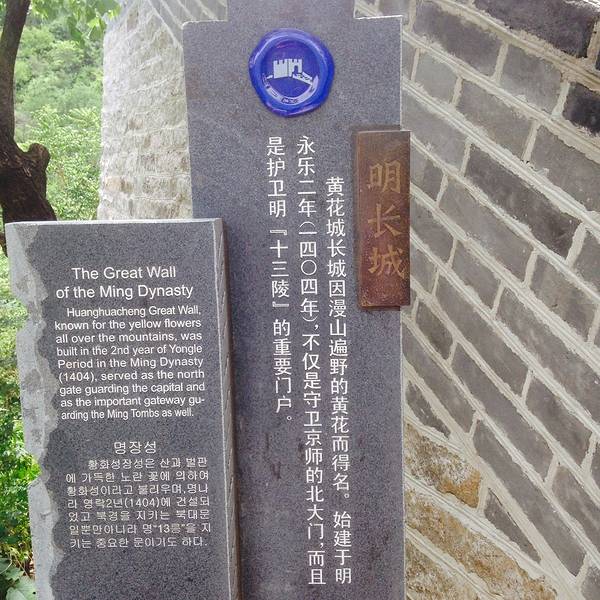 The Great Wall
of the Ming Dynasty
Huanghuacheng Great Wall,
known for the yellow flowers
all over the mountains, was
built in the 2nd year of Yongle
Period in the Ming Dynasty
(1404), served as the north
gate guarding the capital and
as the important gateway gu-
arding the Ming Tombs as well.
명장성
황화성장성은 산과 벌판
에 가득한 노란 꽃에 의하여
황화성이라고 불리우며,명나
라 영락2년(1404)에 건설되
었고 북경을 지키는 북대문
일뿐만아니라 명“13릉”을 지
키는 중요한 문이기도 하다.
明长城
黄花城长城因漫山遍野的黄花而得名。始建于明
永乐二年(一四〇四年),不仅是守卫京师的北大门;而且
是护卫明『十三陵』的重要门户。